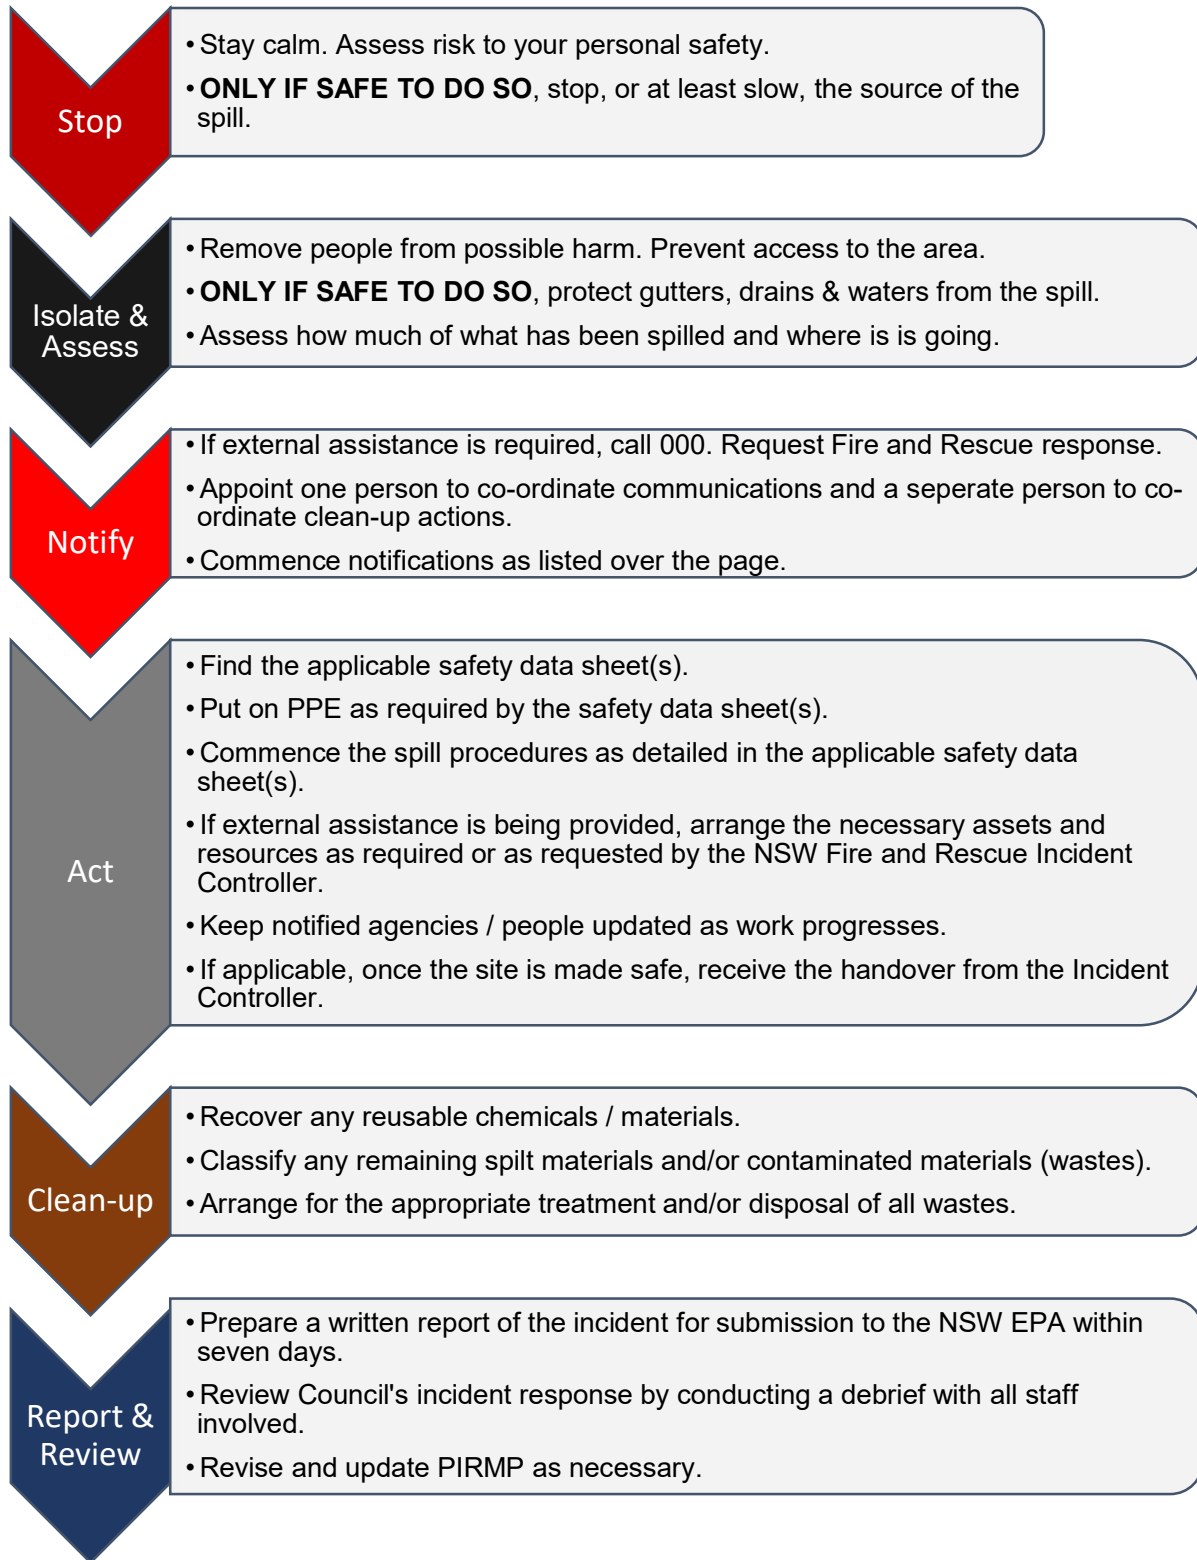 Stop
• Stay calm. Assess risk to your personal safety.
• ONLY IF SAFE TO DO SO, stop, or at least slow, the source of the
spill.
Isolate &
Assess
• Remove people from possible harm. Prevent access to the area.
• ONLY IF SAFE TO DO SO, protect gutters, drains & waters from the spill.
• Assess how much of what has been spilled and where is is going.
Notify
• If external assistance is required, call 000. Request Fire and Rescue response.
• Appoint one person to co-ordinate communications and a seperate person to co-
ordinate clean-up actions.
• Commence notifications as listed over the page.
Act
• Find the applicable safety data sheet(s).
• Put on PPE as required by the safety data sheet(s).
• Commence the spill procedures as detailed in the applicable safety data
sheet(s).
• If external assistance is being provided, arrange the necessary assets and
resources as required or as requested by the NSW Fire and Rescue Incident
Controller.
• Keep notified agencies / people updated as work progresses.
• If applicable, once the site is made safe, receive the handover from the Incident
Controller.
Clean-up
• Recover any reusable chemicals / materials.
• Classify any remaining spilt materials and/or contaminated materials (wastes).
• Arrange for the appropriate treatment and/or disposal of all wastes.
Report &
Review
• Prepare a written report of the incident for submission to the NSW EPA within
seven days.
• Review Council's incident response by conducting a debrief with all staff
involved.
• Revise and update PIRMP as necessary.